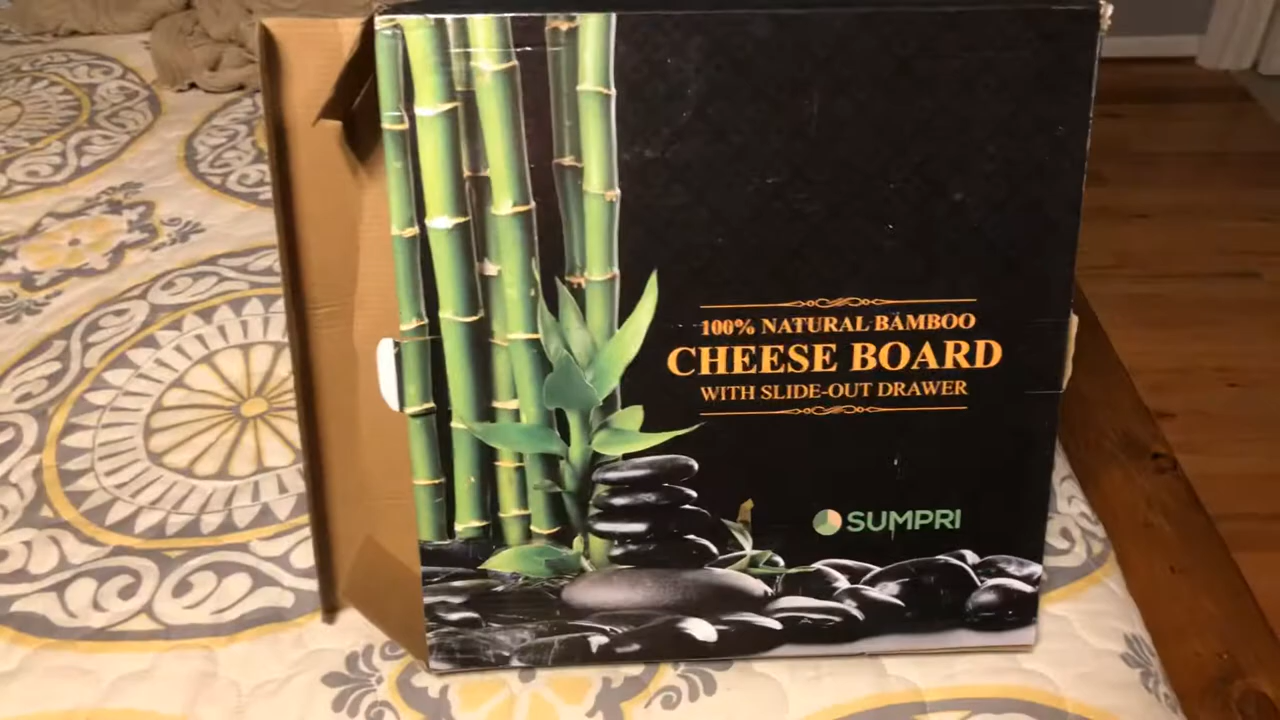 100% NATURAL BAMBOO
CHEESE BOARD
WITH SLIDE-OUT DRAWER
SUMPRI